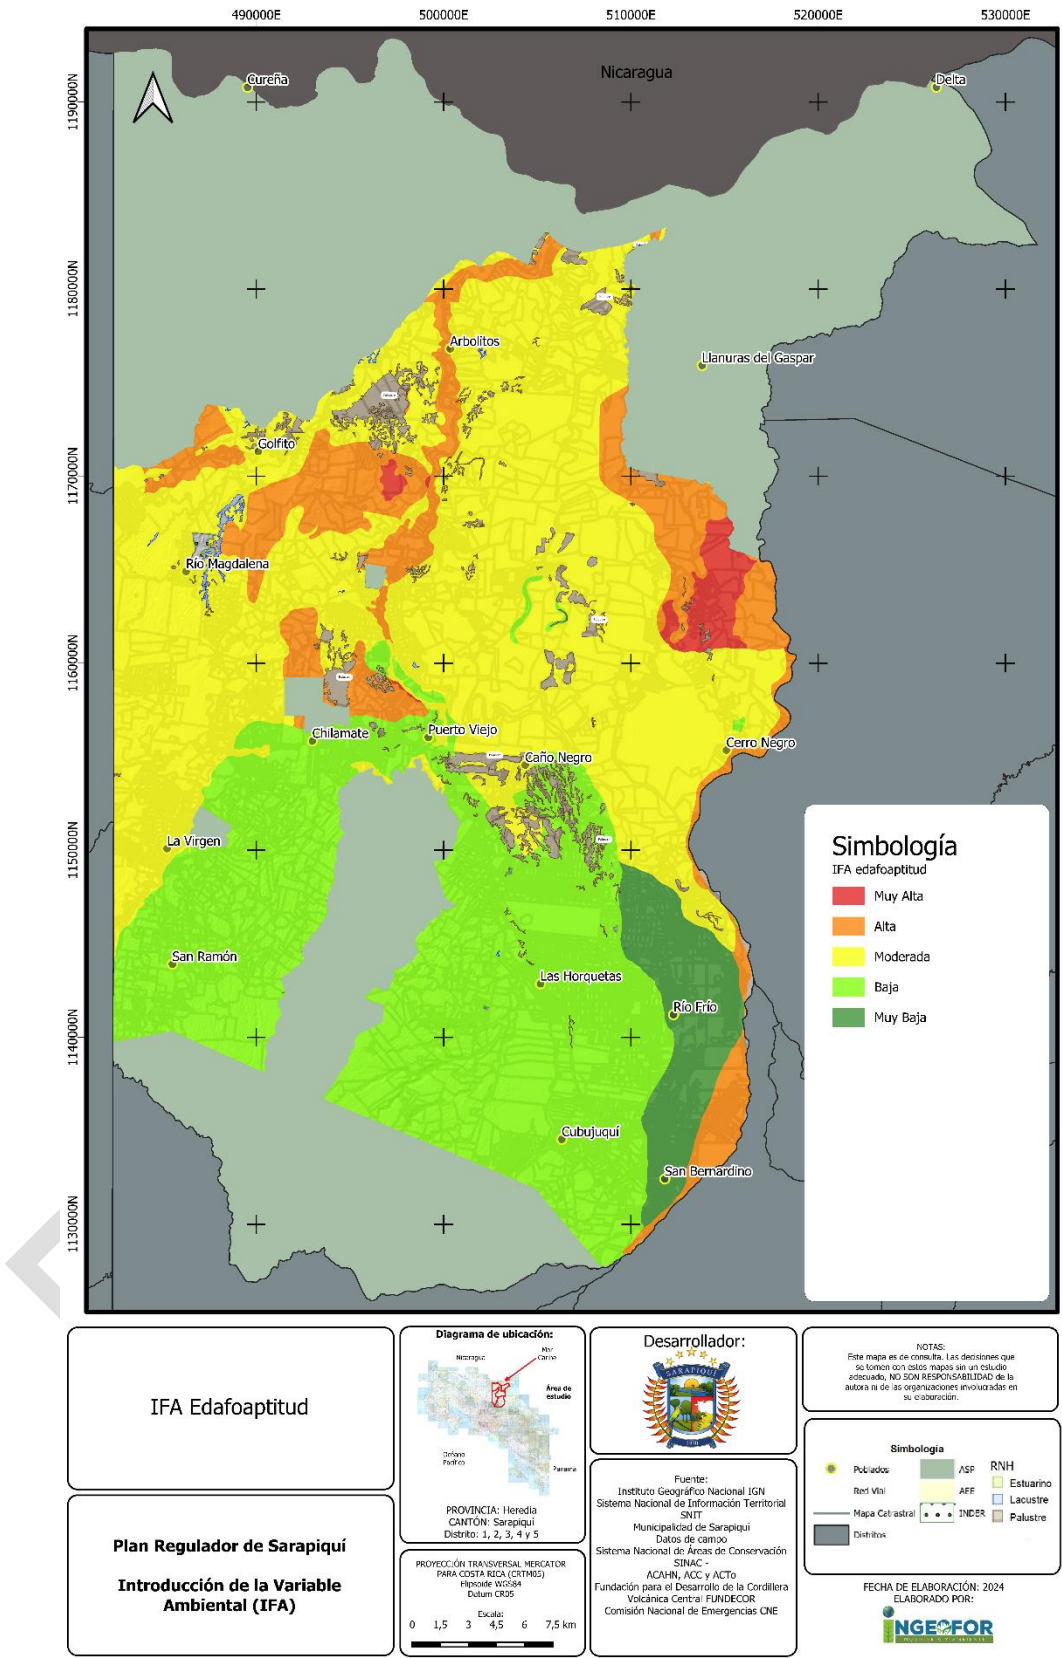 490000E 500000E 510000E 520000E 530000E
1190000N
1180000N
1170000N
1160000N
1150000N
1140000N
1130000N
Nicaragua
Cureña
Delta
Arbolitos
Llanuras del Gaspar
Golfito
Río Magdalena
Chilamate
Puerto Viejo
Caño Negro
Cerro Negro
La Virgen
San Ramón
Las Horquetas
Río Frío
Cubujuquí
San Bernardino
Simbología
IFA edafoaptitud
Muy Alta
Alta
Moderada
Baja
Muy Baja
IFA Edafoaptitud
Plan Regulador de Sarapiquí
Introducción de la Variable
Ambiental (IFA)
Diagrama de ubicación:
Nicaragua
Mar
Caribe
Área de
estudio
Océano
Pacífico
Panamá
PROVINCIA: Heredia
CANTÓN: Sarapiquí
Distrito: 1, 2, 3, 4 y 5
PROYECCIÓN TRANSVERSAL MERCATOR
PARA COSTA RICA (CRTM05)
Elipsoide WGS84
Datum CR05
Escala:
0 1,5 3 4,5 6 7,5 km
Desarrollador:
SARAPIQUI
Fuente:
Instituto Geográfico Nacional IGN
Sistema Nacional de Información Territorial
SNIT
Municipalidad de Sarapiquí
Datos de campo
Sistema Nacional de Áreas de Conservación
SINAC -
ACAHN, ACC y ACTo
Fundación para el Desarrollo de la Cordillera
Volcánica Central FUNDECOR
Comisión Nacional de Emergencias CNE
NOTAS:
Este mapa es de consulta. Las decisiones que
se tomen con estos mapas sin un estudio
adecuado, NO SON RESPONSABILIDAD de la
autora ni de las organizaciones involucradas en
su elaboración.
Simbología
Poblados
Red Vial
Mapa Catrastral
Distritos
ASP
AEE
INDER
RNH
Estuarino
Lacustre
Palustre
FECHA DE ELABORACIÓN: 2024
ELABORADO POR:
INGEOFOR